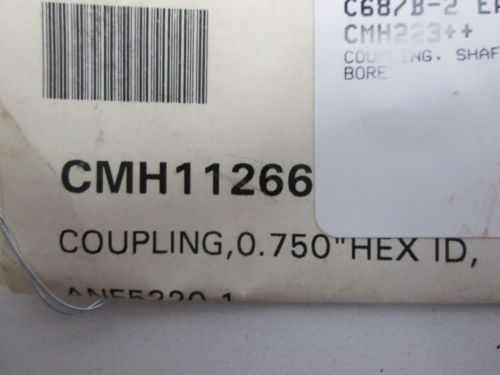 C687B-2
CMH223++
COUPLING, SHAF
BORE
CMH11266
COUPLING,0.750"HEX ID,